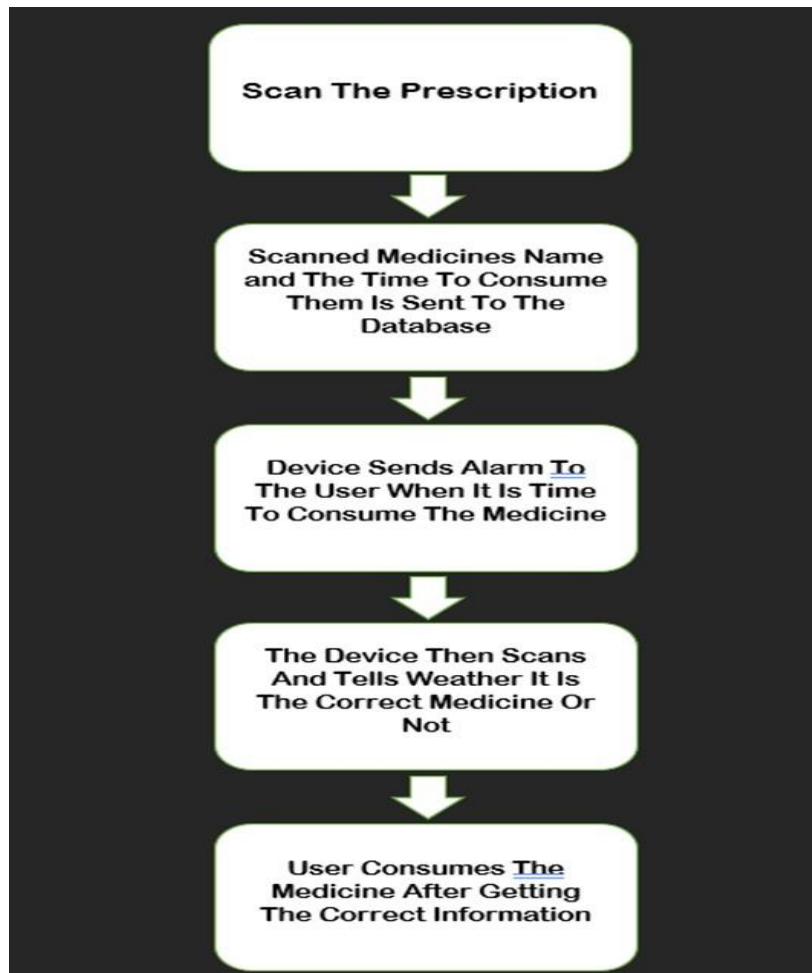 Scan The Prescription
Scanned Medicines Name
and The Time To Consume
Them Is Sent To The
Database
Device Sends Alarm To
The User When It Is Time
To Consume The Medicine
The Device Then Scans
And Tells Weather It Is
The Correct Medicine Or
Not
User Consumes The
Medicine After Getting
The Correct Information